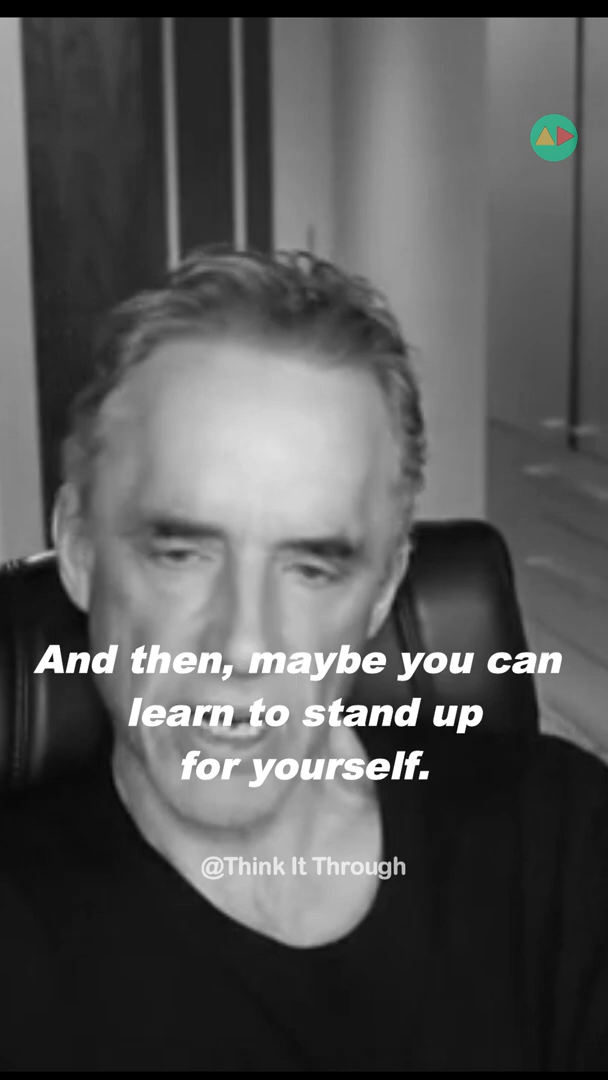 And then, maybe you can
learn to stand up
for yourself.
@Think It Through